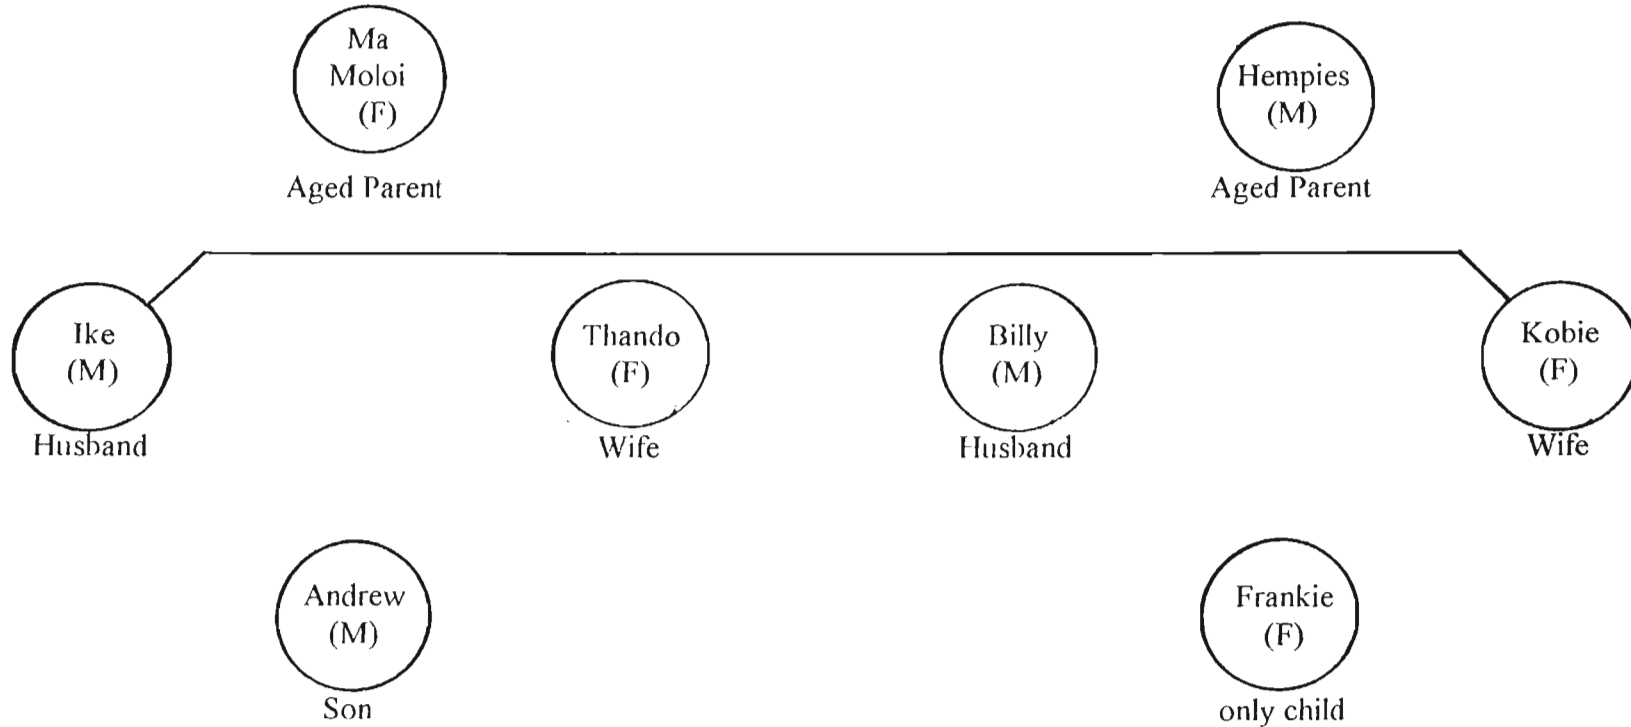 Ma
Moloi
(F)
Aged Parent
Hempies
(M)
Aged Parent
Ike
(M)
Husband
Thando
(F)
Wife
Billy
(M)
Husband
Kobie
(F)
Wife
Andrew
(M)
Son
Frankie
(F)
only child